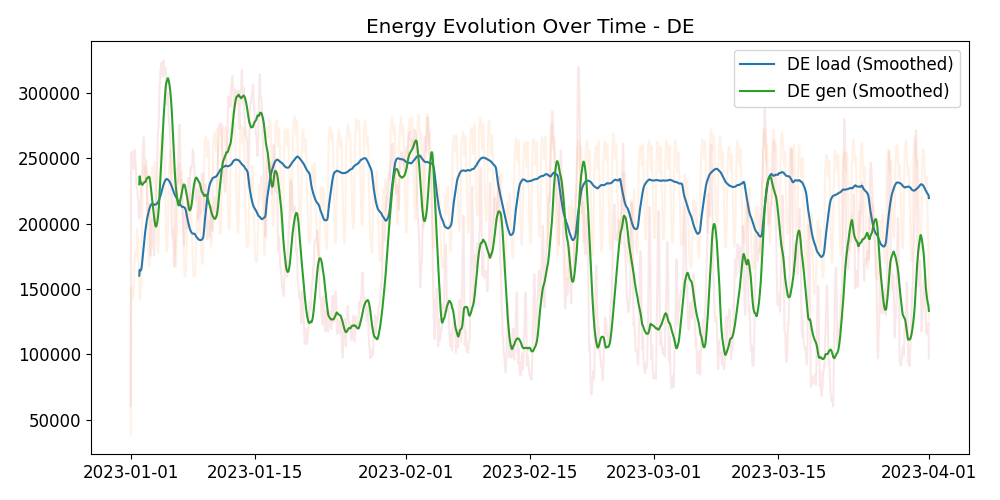 Energy Evolution Over Time - DE
DE load (Smoothed)
DE gen (Smoothed)
300000
250000
200000
150000
100000
50000
2023-01-01 2023-01-15 2023-02-01 2023-02-15 2023-03-01 2023-03-15 2023-04-01